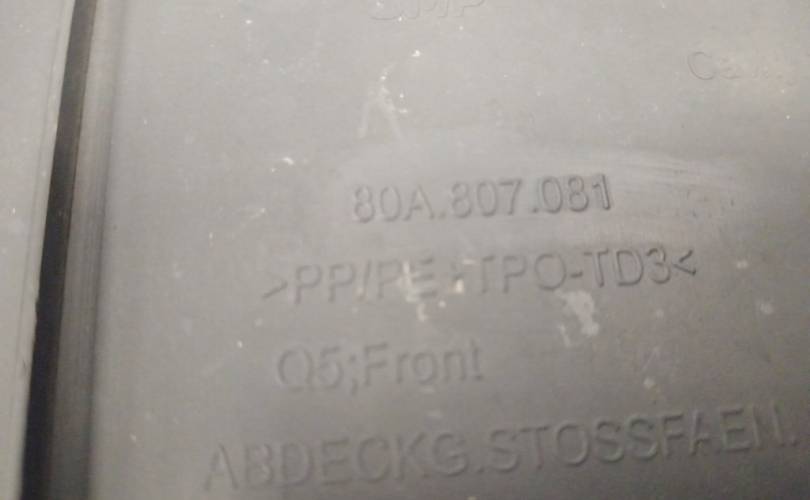 80A.807.081
>PP/PE+TPO-TD3<
Q5;Front
ABDECKG.STOSSFAEN.